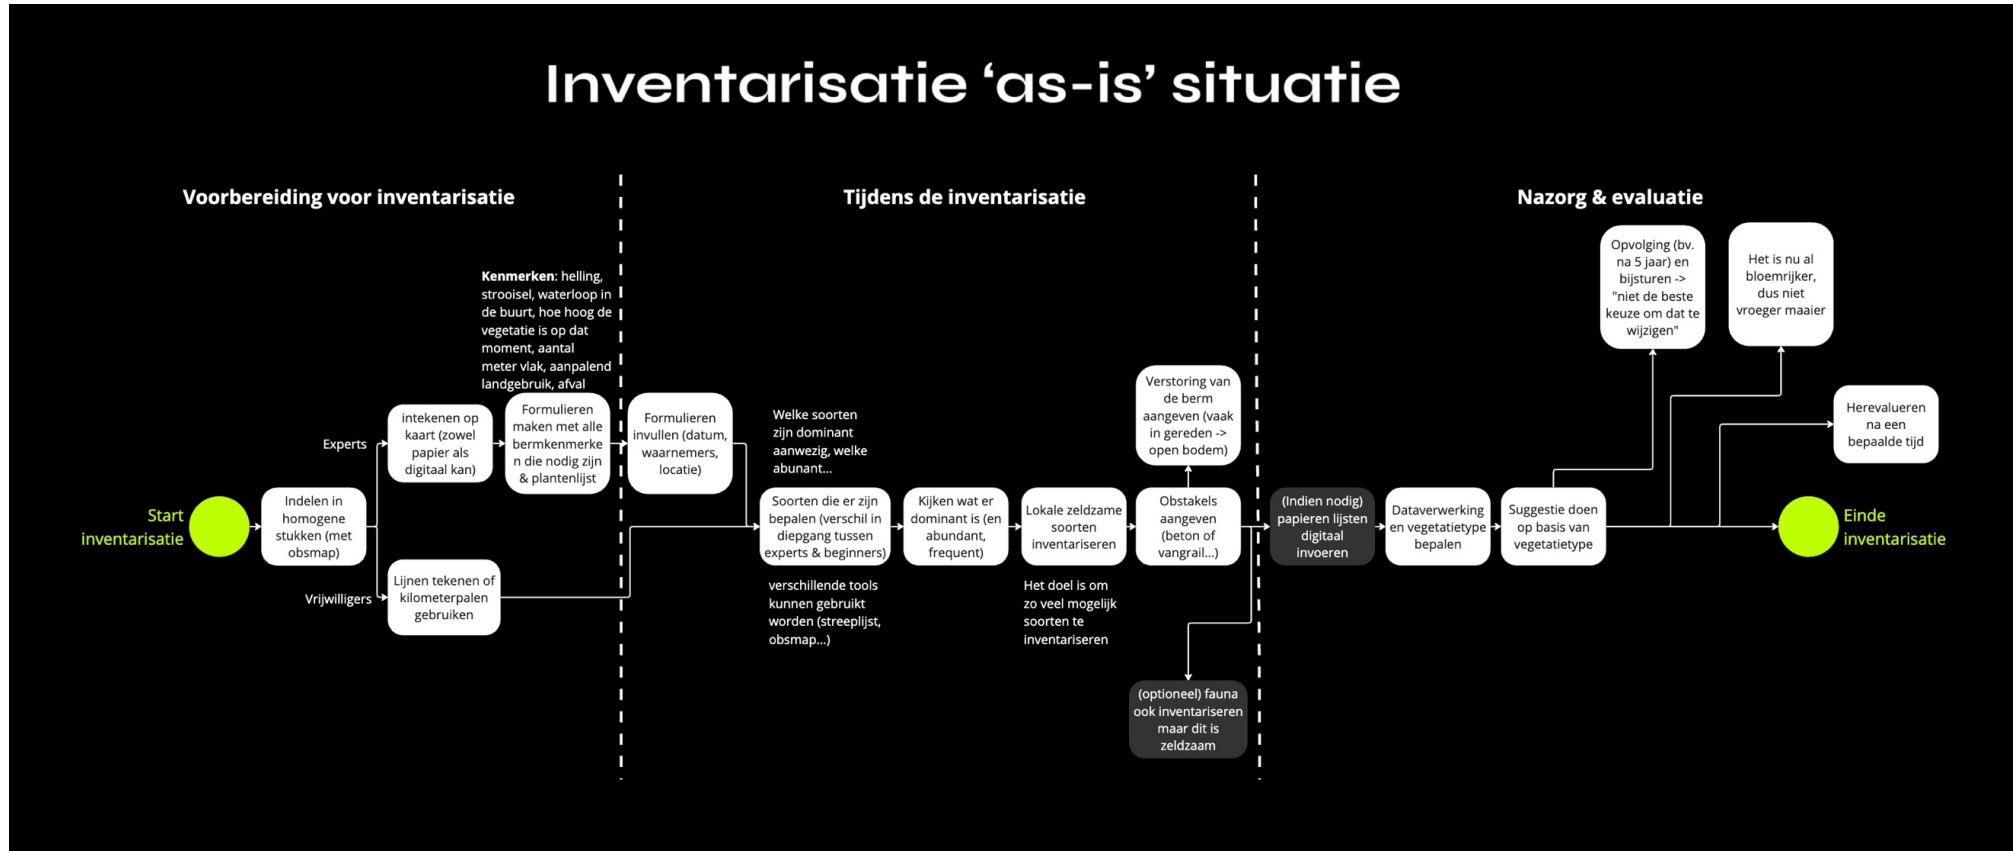 Inventarisatie ‘as-is’ situatie
Voorbereiding voor inventarisatie
Tijdens de inventarisatie
Nazorg & evaluatie
Start
inventarisatie
Indelen in
homogene
stukken (met
obsmap)
Experts
intekenen op
kaart (zowel
papier als
digitaal kan)
Kenmerken: helling,
strooisel, waterloop in
de buurt, hoe hoog de
vegetatie is op dat
moment, aantal
meter vlak, aanpalend
landgebruik, afval
Formulieren
maken met alle
bermkenmerke
n die nodig zijn
& plantenlijst
Vrijwilligers
Lijnen tekenen of
kilometerpalen
gebruiken
Formulieren
invullen (datum,
waarnemers,
locatie)
Welke soorten
zijn dominant
aanwezig, welke
abunant...
Soorten die er zijn
bepalen (verschil in
diepgang tussen
experts & beginners)
verschillende tools
kunnen gebruikt
worden (streeplijst,
obsmap...)
Kijken wat er
dominant is (en
abundant,
frequent)
Lokale zeldzame
soorten
inventariseren
Het doel is om
zo veel mogelijk
soorten te
inventariseren
Verstoring van
de berm
aangeven (vaak
in gereden ->
open bodem)
Obstakels
aangeven
(beton of
vangrail...)
(optioneel) fauna
ook inventariseren
maar dit is
zeldzaam
(Indien nodig)
papieren lijsten
digitaal
invoeren
Dataverwerking
en vegetatietype
bepalen
Suggestie doen
op basis van
vegetatietype
Opvolging (bv.
na 5 jaar) en
bijsturen ->
"niet de beste
keuze om dat te
wijzigen"
Het is nu al
bloemrijker,
dus niet
vroeger maaier
Herevalueren
na een
bepaalde tijd
Einde
inventarisatie